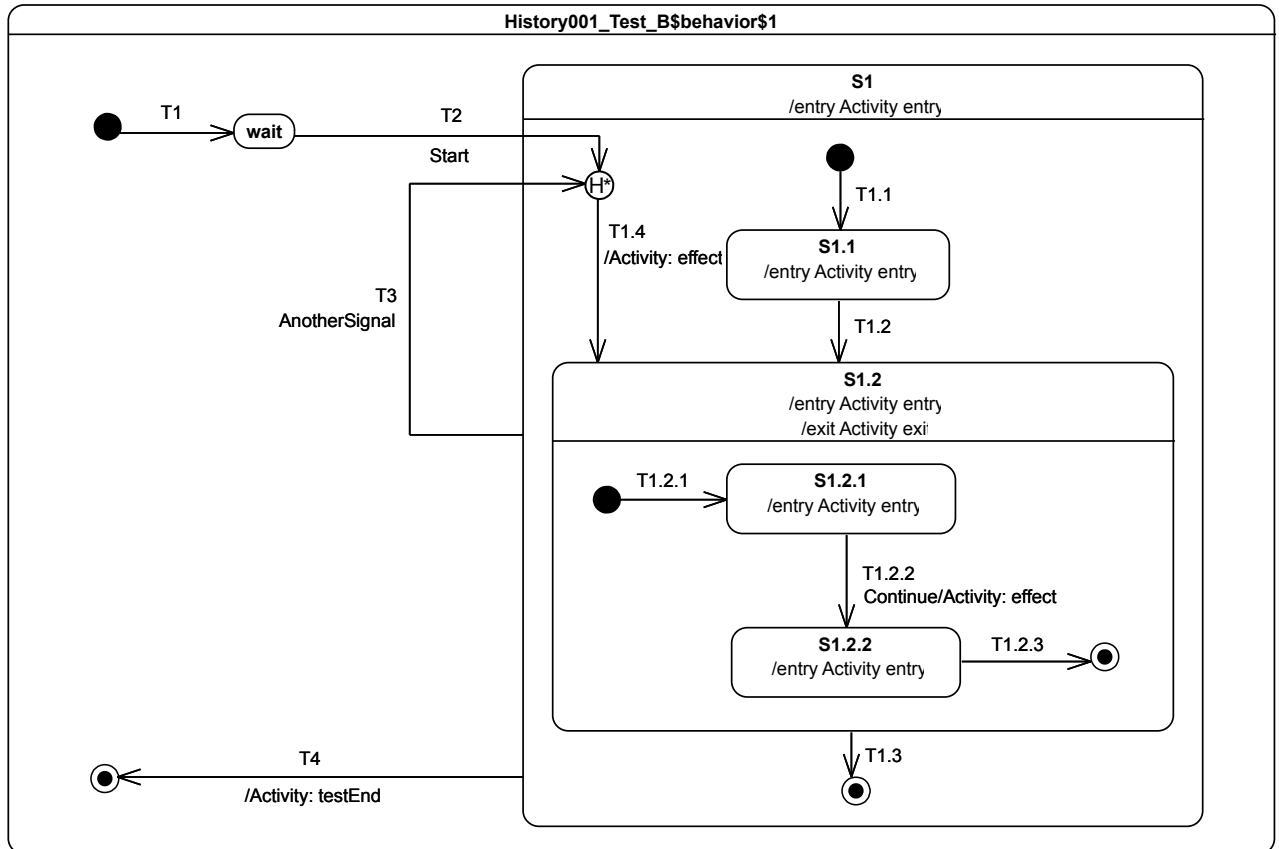 History001_Test_B$behavior$1
S1
/entry Activity entry
T1
wait
T2
Start
H*
T1.1
T1.4
/Activity: effect
S1.1
/entry Activity entry
T3
AnotherSignal
T1.2
S1.2
/entry Activity entry
/exit Activity exi
T1.2.1
S1.2.1
/entry Activity entry
T1.2.2
Continue/Activity: effect
S1.2.2
/entry Activity entry
T1.2.3
T4
/Activity: testEnd
T1.3